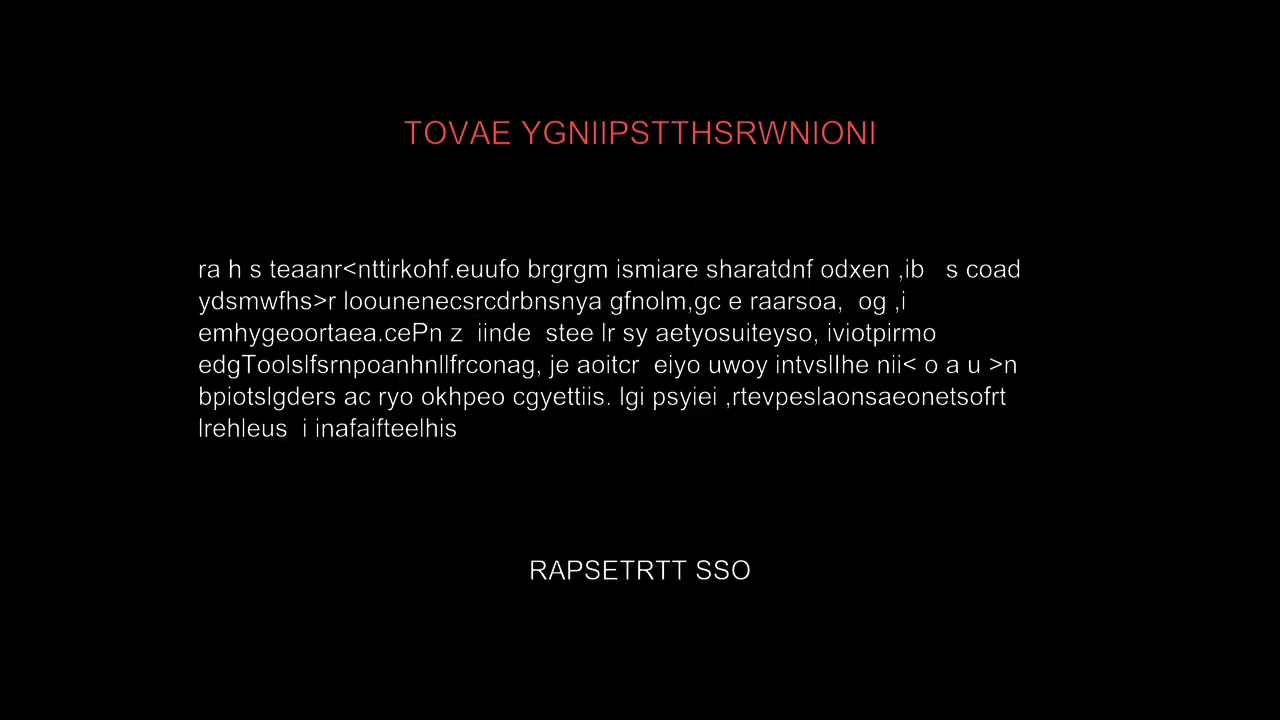 TOVAE YGNIIPSTTHSRWNIONI
ra h s teaanr<nttirkohf.euufo brgrgm ismiare sharatdnf odxen ,ib   s coad
ydsmwfhs>r loounenecsrcdrbnsnya gfnolm,gc e raarsoa,  og ,i
emhygeoortaea.cePn z  iinde  stee lr sy aetyosuiteyso, iviotpirmo
edgToolslfsrnpoanhnllfrconag, je aoitcr  eiyo uwoy intvsIlhe nii< o a u >n
bpiotslgders ac ryo okhpeo cgyettiis. Igi psyiei ,rtevpeslaonsaeonetsofrt
lrehleus  i inafaifteelhis
RAPSETRTT SSO